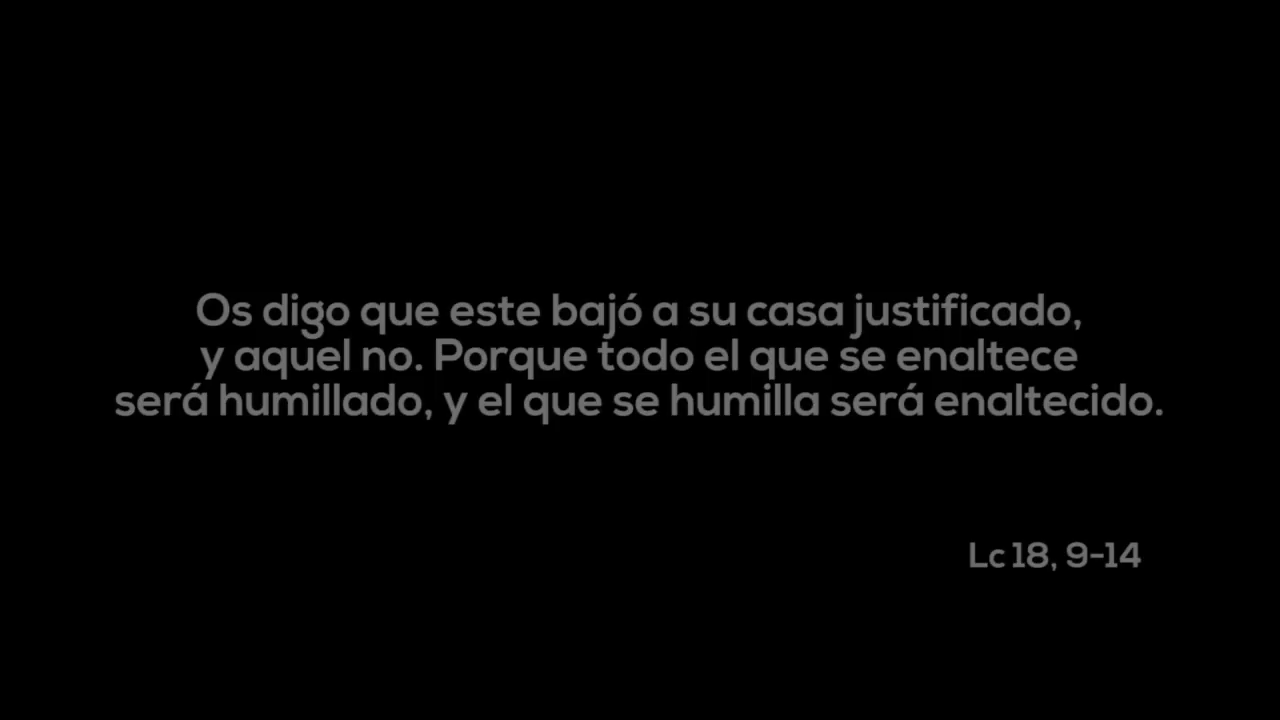 Os digo que este bajó a su casa justificado,
y aquel no. Porque todo el que se enaltece
será humillado, y el que se humilla será enaltecido.
Lc 18, 9-14